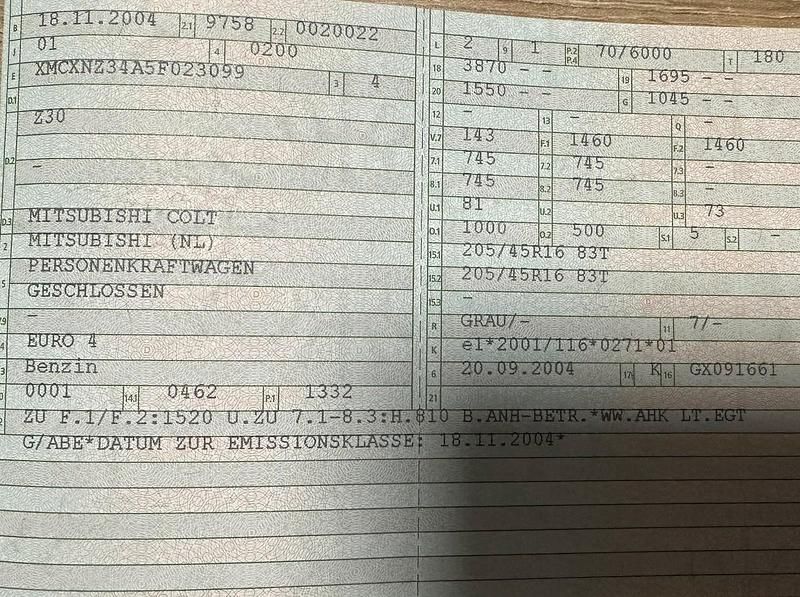 B 18.11.2004 2.1 9758 2.2 0020022
J 01 4 0200
E XMCXNZ34A5F023099 3 4
D.1
Z30
D.2 -
D.3 MITSUBISHI COLT
2 MITSUBISHI (NL)
PERSONENKRAFTWAGEN
5 GESCHLOSSEN
-
EURO 4
Benzin
0001 14.1 0462 P.1 1332
L 2 9 1 P.2 P.4 70/6000 T 180
18 3870 - - 19 1695 - -
20 1550 - - G 1045 - -
12 - 13 - Q -
V.7 143 F.1 1460 F.2 1460
7.1 745 7.2 745 7.3 -
8.1 745 8.2 745 8.3 -
U.1 81 U.2 U.3 73
O.1 1000 O.2 500 S.1 5 S.2 -
15.1 205/45R16 83T
15.2 205/45R16 83T
15.3 -
R GRAU/- 11 7/-
K e1*2001/116*0271*01
6 20.09.2004 17 K 16 GX091661
21
ZU F.1/F.2:1520 U.ZU 7.1-8.3:H.810 B.ANH-BETR.*WW.AHK LT.EGT
G/ABE*DATUM ZUR EMISSIONSKLASSE: 18.11.2004*